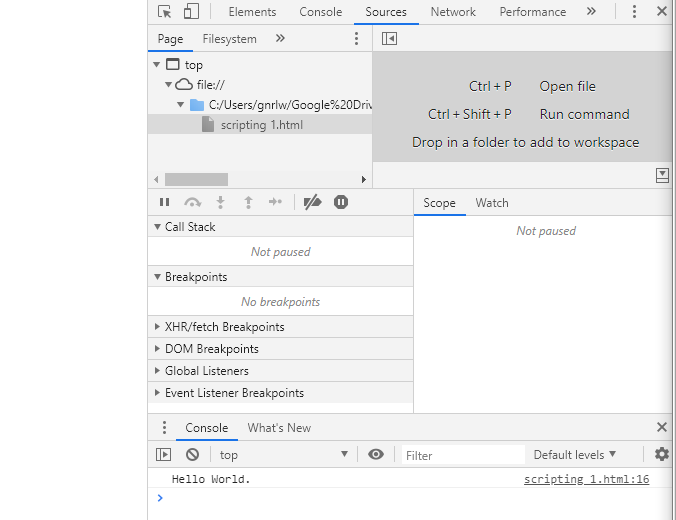 Elements Console Sources Network Performance »
Page Filesystem »
top
file://
C:/Users/gnrlw/Google%20Driv
scripting 1.html
Ctrl + P Open file
Ctrl + Shift + P Run command
Drop in a folder to add to workspace
Call Stack
Not paused
Breakpoints
No breakpoints
XHR/fetch Breakpoints
DOM Breakpoints
Global Listeners
Event Listener Breakpoints
Scope Watch
Not paused
Console What's New
top Filter Default levels
Hello World. scripting 1.html:16